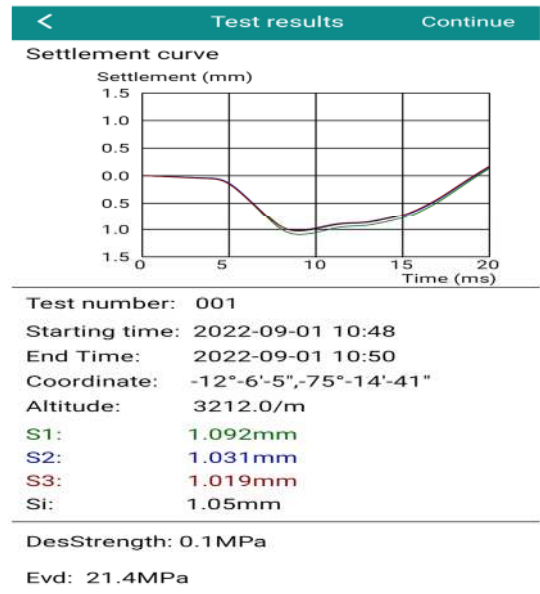 < Test results Continue
Settlement curve
Settlement (mm)
1.5
1.0
0.5
0.0
0.5
1.0
1.5
0 5 10 15 20
Time (ms)
Test number: 001
Starting time: 2022-09-01 10:48
End Time: 2022-09-01 10:50
Coordinate: -12°-6'-5",-75°-14'-41"
Altitude: 3212.0/m
S1: 1.092mm
S2: 1.031mm
S3: 1.019mm
Si: 1.05mm
DesStrength: 0.1MPa
Evd: 21.4MPa